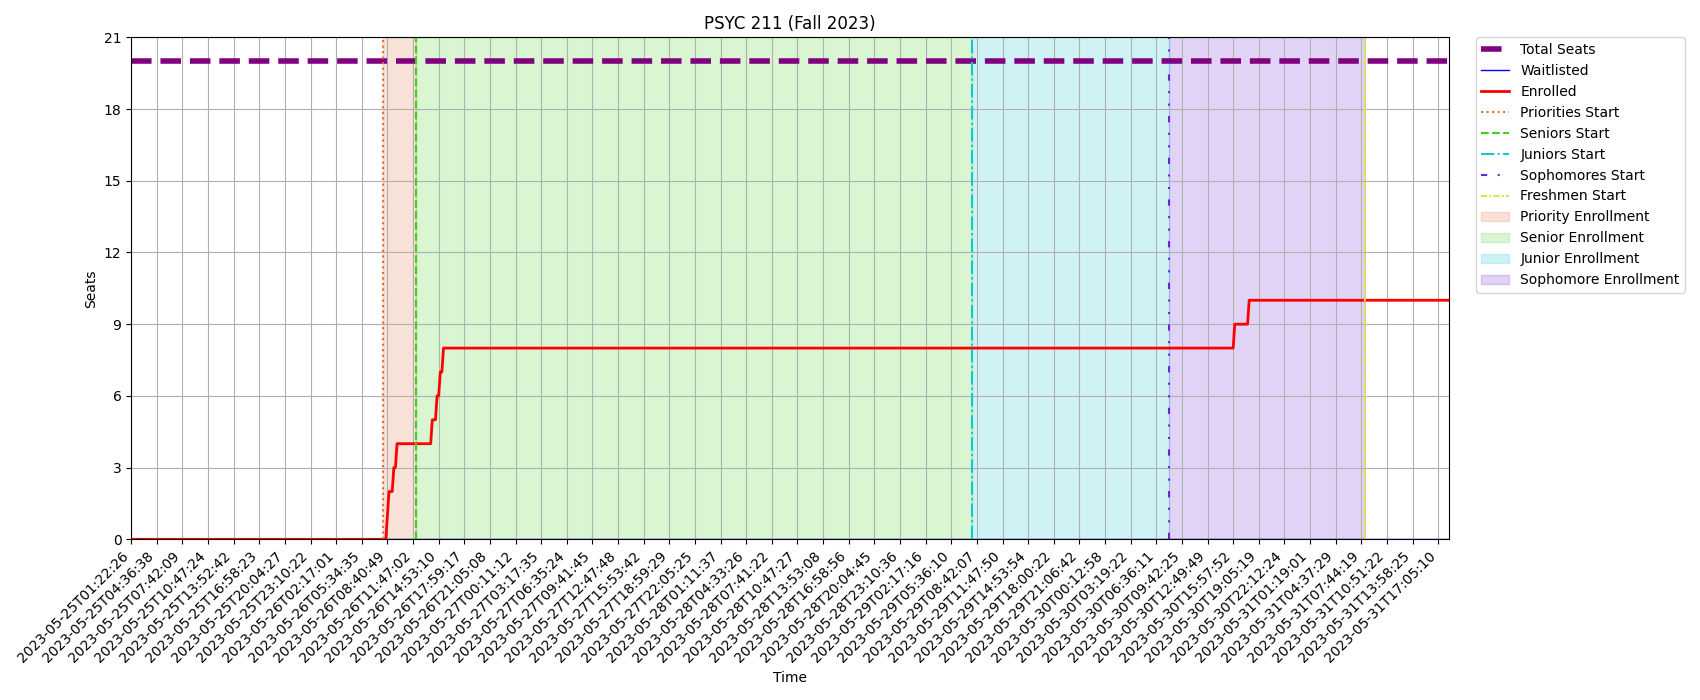 PSYC 211 (Fall 2023)
21
18
15
12
9
6
3
0
Seats
2023-05-25T01:22:26
2023-05-25T04:36:38
2023-05-25T07:42:09
2023-05-25T10:47:24
2023-05-25T13:52:42
2023-05-25T16:58:23
2023-05-25T20:04:27
2023-05-25T23:10:22
2023-05-26T02:17:01
2023-05-26T05:34:35
2023-05-26T08:40:49
2023-05-26T11:47:02
2023-05-26T14:53:10
2023-05-26T17:59:17
2023-05-26T21:05:08
2023-05-27T00:11:12
2023-05-27T03:17:35
2023-05-27T06:35:24
2023-05-27T09:41:45
2023-05-27T12:47:48
2023-05-27T15:53:42
2023-05-27T18:59:29
2023-05-27T22:05:25
2023-05-28T01:11:37
2023-05-28T04:33:26
2023-05-28T07:41:22
2023-05-28T10:47:27
2023-05-28T13:53:08
2023-05-28T16:58:56
2023-05-28T20:04:45
2023-05-28T23:10:36
2023-05-29T02:17:16
2023-05-29T05:36:10
2023-05-29T08:42:07
2023-05-29T11:47:50
2023-05-29T14:53:54
2023-05-29T18:00:22
2023-05-29T21:06:42
2023-05-30T00:12:58
2023-05-30T03:19:22
2023-05-30T06:36:11
2023-05-30T09:42:25
2023-05-30T12:49:49
2023-05-30T15:57:52
2023-05-30T19:05:19
2023-05-30T22:12:24
2023-05-31T01:19:01
2023-05-31T04:37:29
2023-05-31T07:44:19
2023-05-31T10:51:22
2023-05-31T13:58:25
2023-05-31T17:05:10
Time
Total Seats
Waitlisted
Enrolled
Priorities Start
Seniors Start
Juniors Start
Sophomores Start
Freshmen Start
Priority Enrollment
Senior Enrollment
Junior Enrollment
Sophomore Enrollment